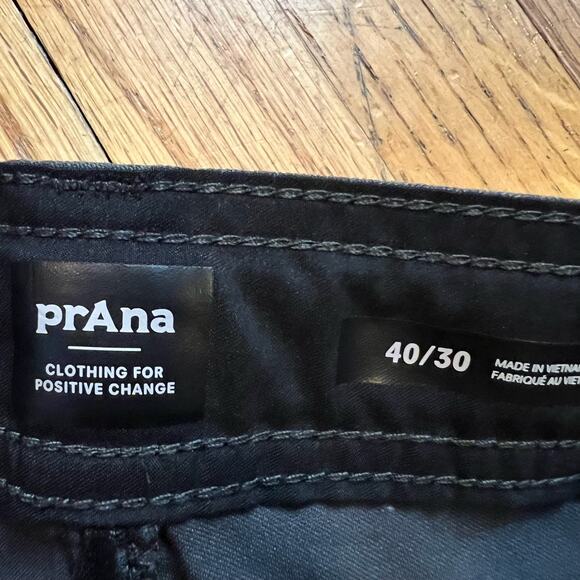 prAna
CLOTHING FOR
POSITIVE CHANGE
40/30
MADE IN
FABRIQUÉ AU